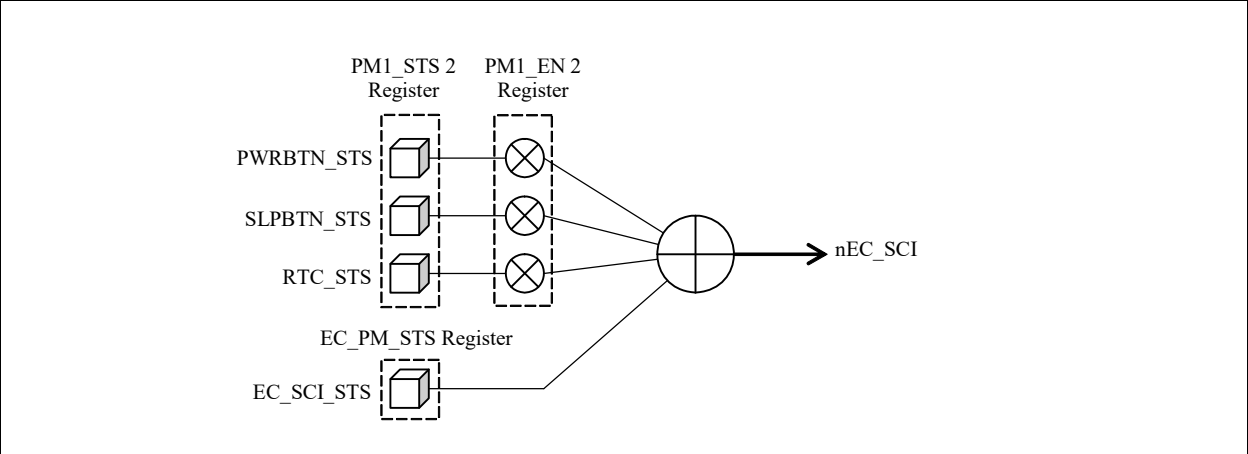 PM1_STS 2
Register
PM1_EN 2
Register
PWRBTN_STS
SLPBTN_STS
RTC_STS
nEC_SCI
EC_PM_STS Register
EC_SCI_STS